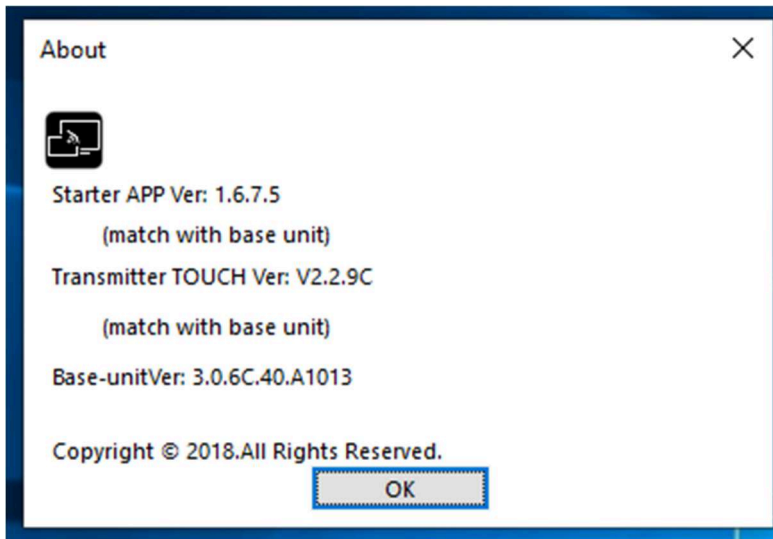 About
Starter APP Ver: 1.6.7.5
(match with base unit)
Transmitter TOUCH Ver: V2.2.9C
(match with base unit)
Base-unitVer: 3.0.6C.40.A1013
Copyright © 2018.All Rights Reserved.
OK